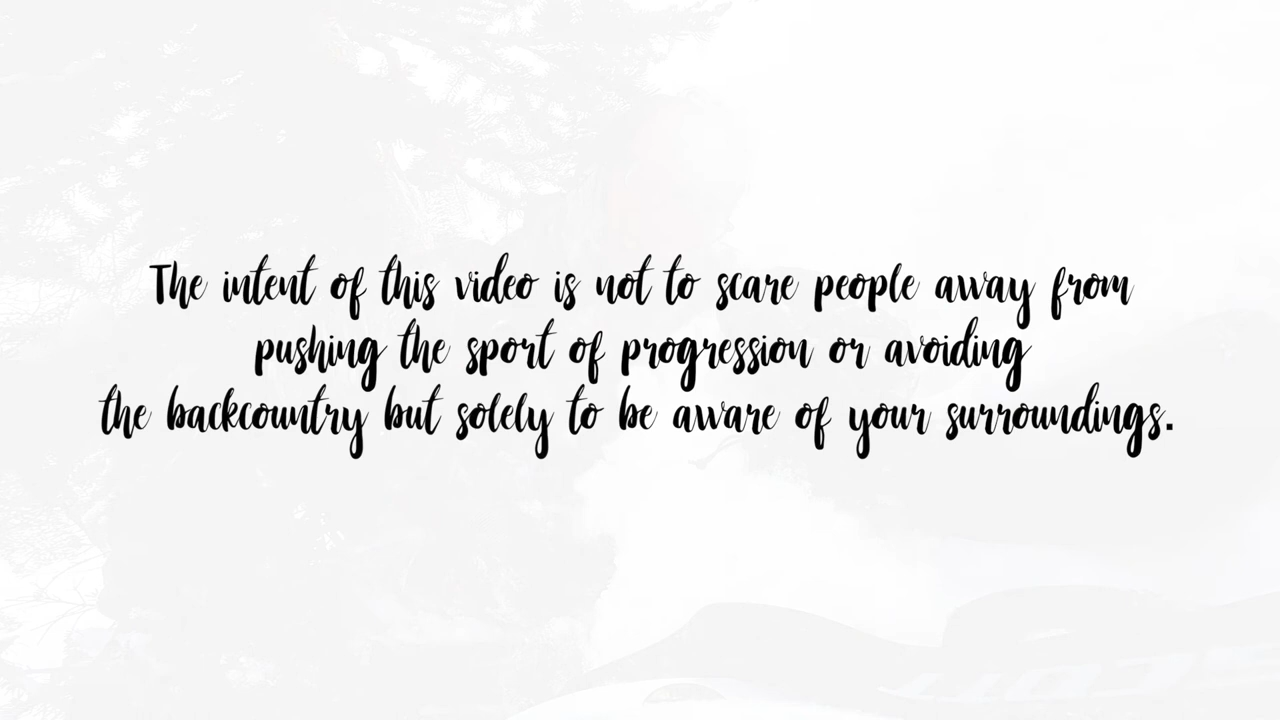 The intent of this video is not to scare people away from
pushing the sport of progression or avoiding
the backcountry but solely to be aware of your surroundings.